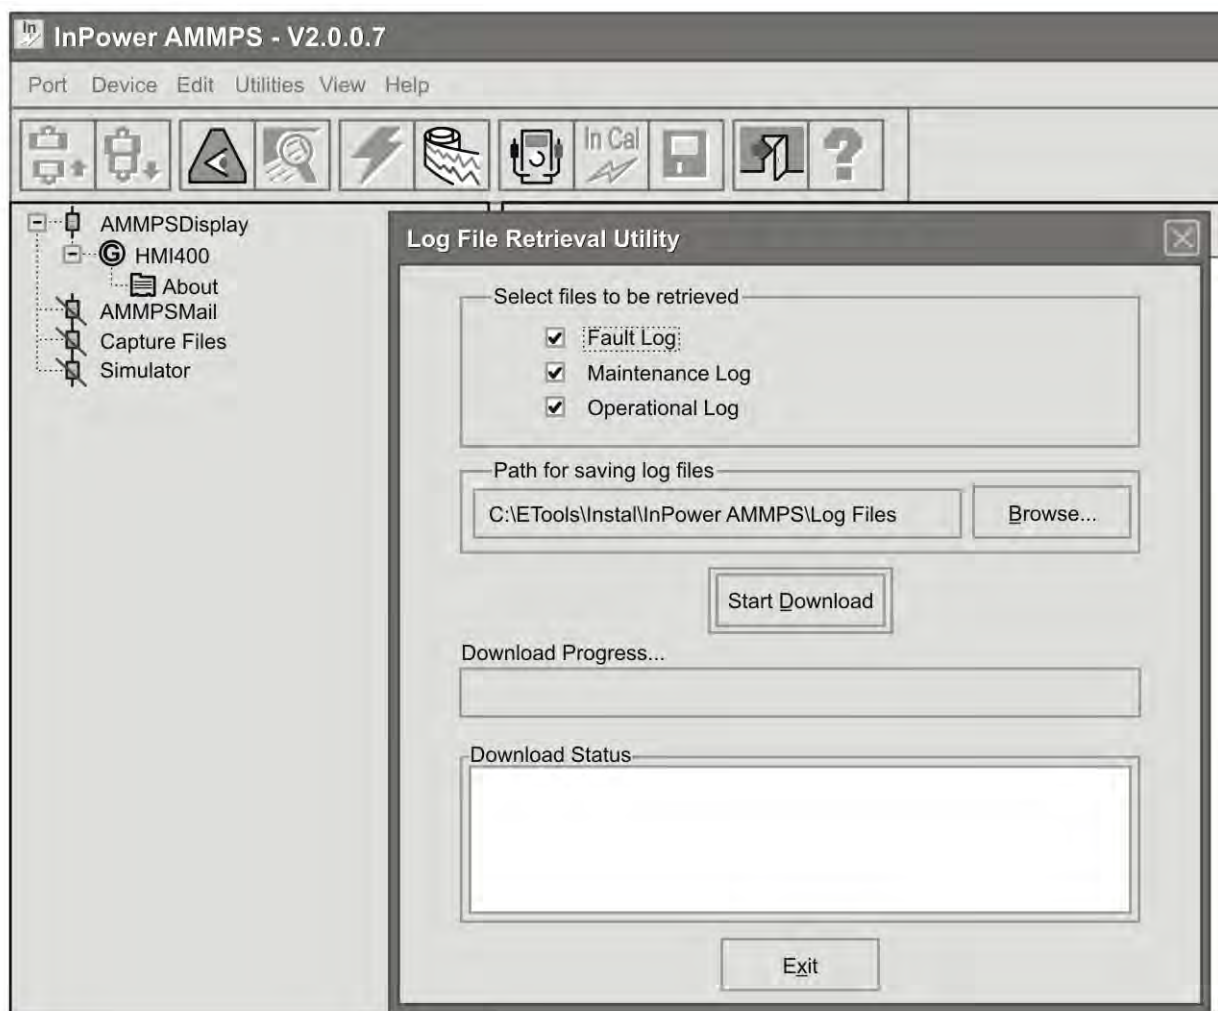 In
InPower AMMPS - V2.0.0.7
Port Device Edit Utilities View Help
In Cal
?
AMMPSDisplay
G HMI400
About
AMMPSMail
Capture Files
Simulator
Log File Retrieval Utility
Select files to be retrieved
Fault Log
Maintenance Log
Operational Log
Path for saving log files
C:\ETools\Instal\InPower AMMPS\Log Files
Browse...
Start Download
Download Progress...
Download Status
Exit